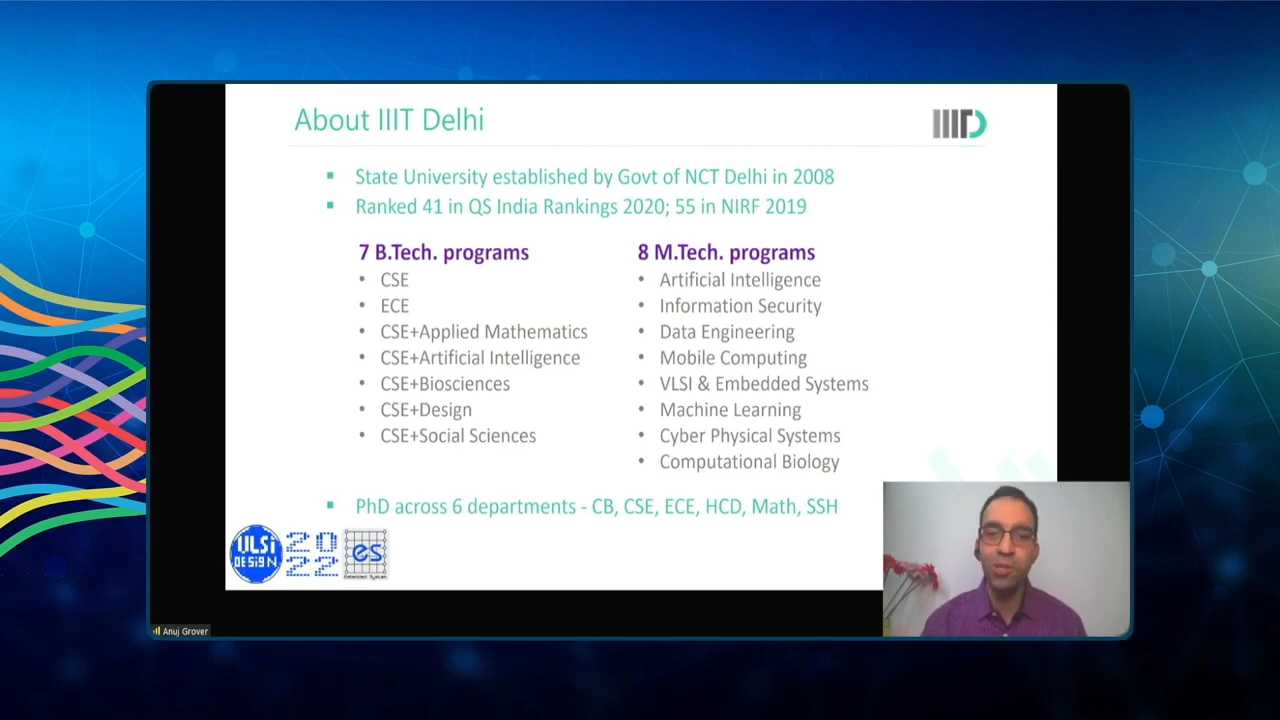 About IIIT Delhi
IIITD
State University established by Govt of NCT Delhi in 2008
Ranked 41 in QS India Rankings 2020; 55 in NIRF 2019
7 B.Tech. programs
CSE
ECE
CSE+Applied Mathematics
CSE+Artificial Intelligence
CSE+Biosciences
CSE+Design
CSE+Social Sciences
8 M.Tech. programs
Artificial Intelligence
Information Security
Data Engineering
Mobile Computing
VLSI & Embedded Systems
Machine Learning
Cyber Physical Systems
Computational Biology
PhD across 6 departments - CB, CSE, ECE, HCD, Math, SSH
VLSI
DESIGN
20
22
es
Embedded System
Anuj Grover